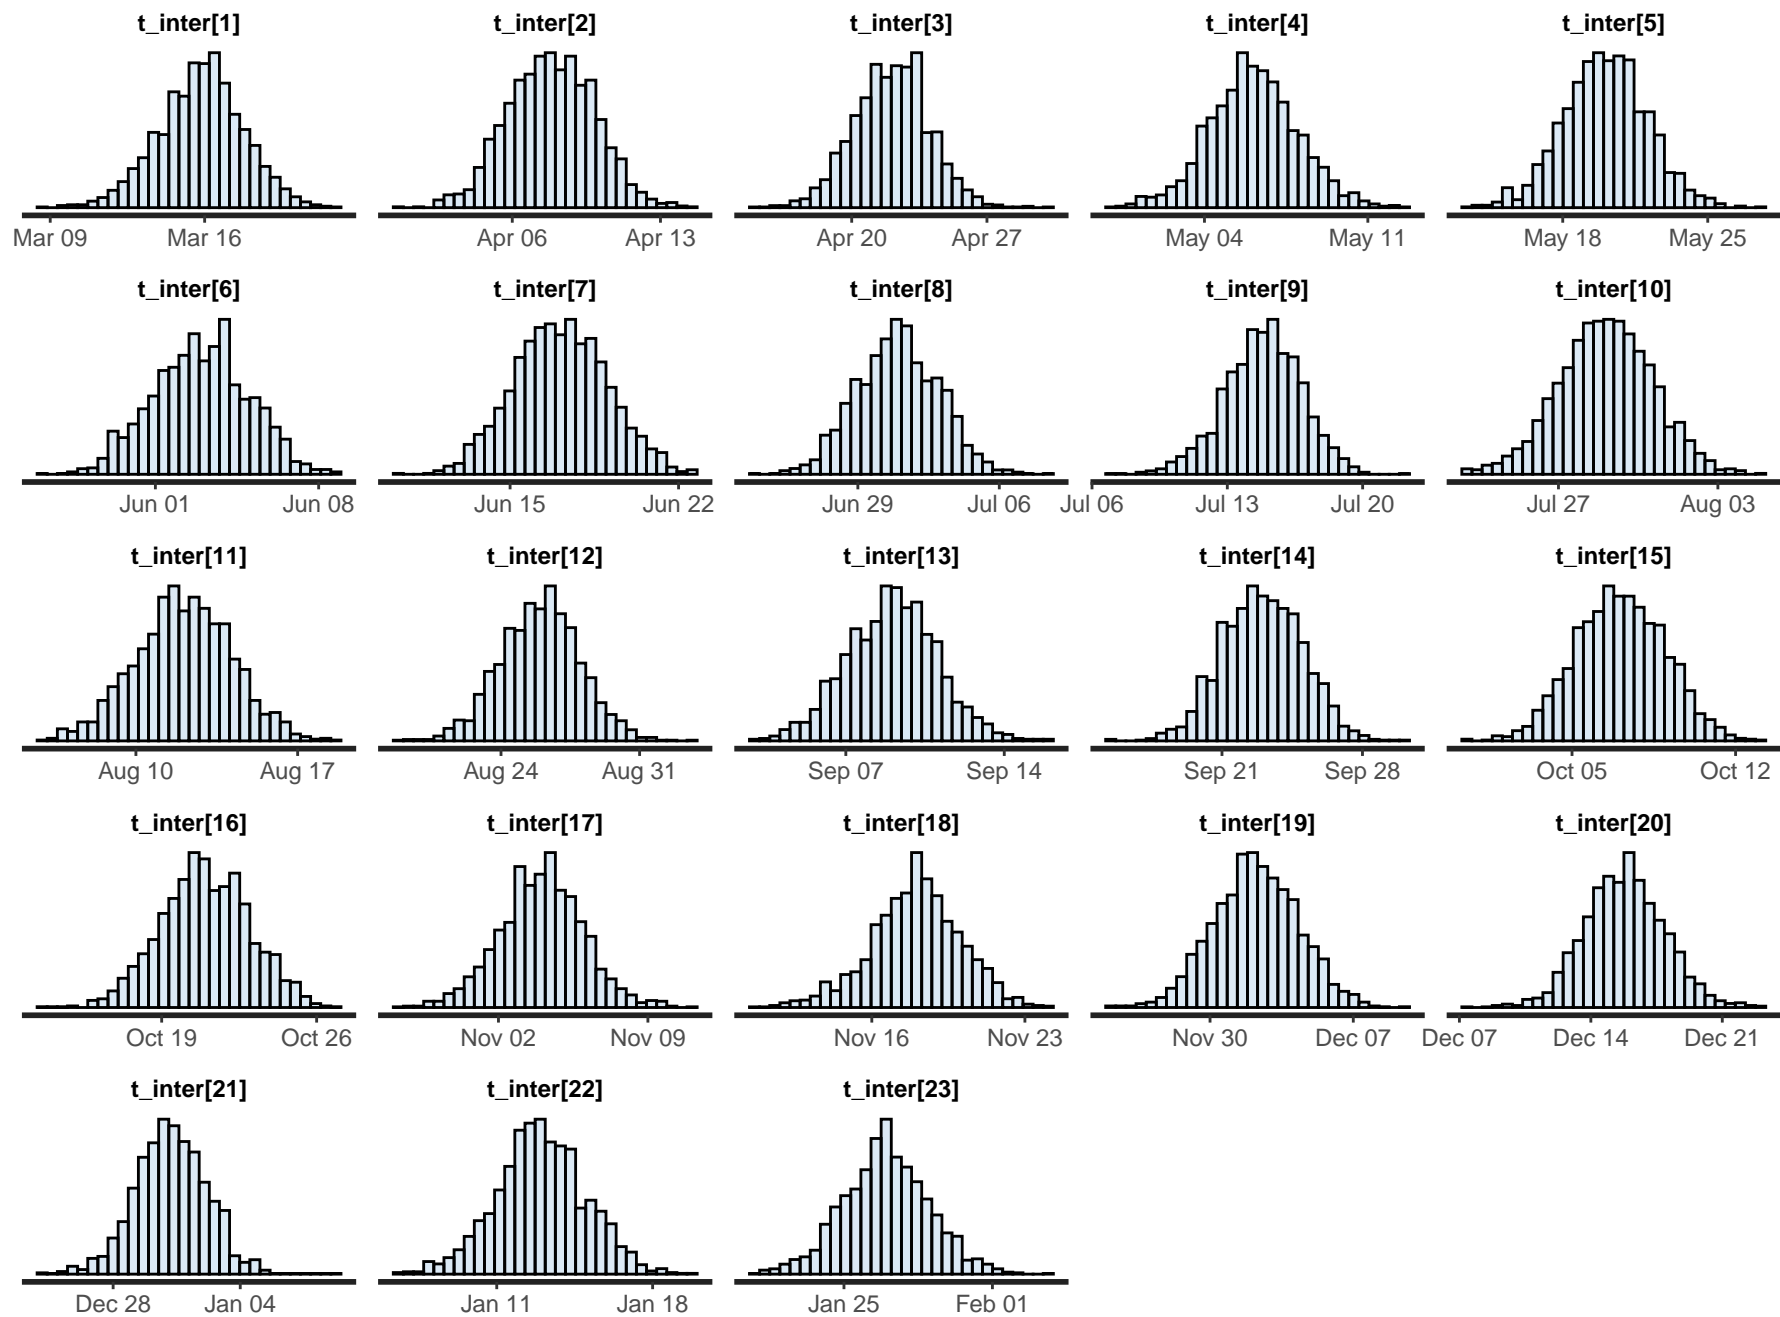 t_inter[1] t_inter[2] t_inter[3] t_inter[4] t_inter[5]
Mar 09 Mar 16 Apr 06 Apr 13 Apr 20 Apr 27 May 04 May 11 May 18 May 25
t_inter[6] t_inter[7] t_inter[8] t_inter[9] t_inter[10]
Jun 01 Jun 08 Jun 15 Jun 22 Jun 29 Jul 06 Jul 06 Jul 13 Jul 20 Jul 27 Aug 03
t_inter[11] t_inter[12] t_inter[13] t_inter[14] t_inter[15]
Aug 10 Aug 17 Aug 24 Aug 31 Sep 07 Sep 14 Sep 21 Sep 28 Oct 05 Oct 12
t_inter[16] t_inter[17] t_inter[18] t_inter[19] t_inter[20]
Oct 19 Oct 26 Nov 02 Nov 09 Nov 16 Nov 23 Nov 30 Dec 07 Dec 07 Dec 14 Dec 21
t_inter[21] t_inter[22] t_inter[23]
Dec 28 Jan 04 Jan 11 Jan 18 Jan 25 Feb 01